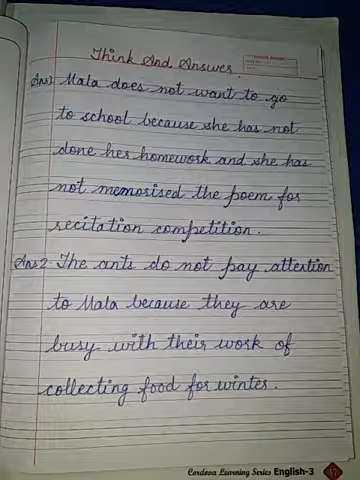 Think And Answer
Ans1 Mala does not want to go
to school because she has not
done her homework and she has
not memorised the poem for
recitation competition.
Ans2 The ants do not pay attention
to Mala because they are
busy with their work of
collecting food for winter.
Cordova Learning Series English-3